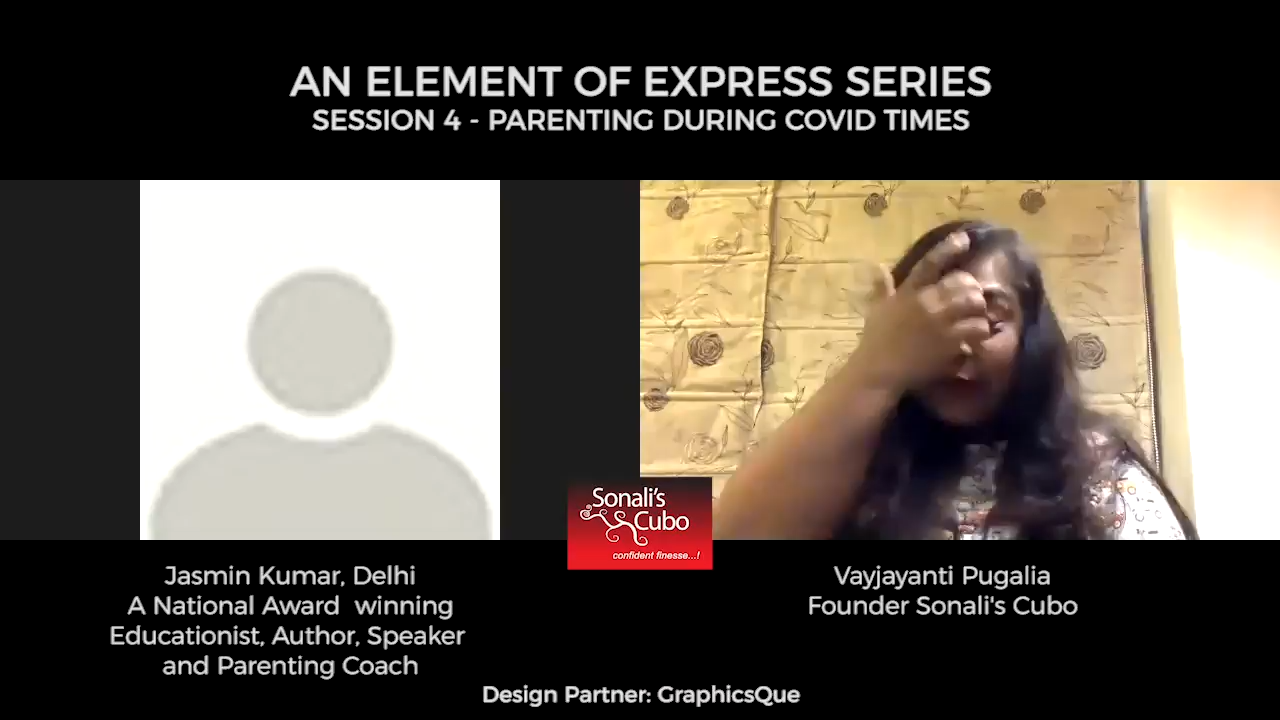 AN ELEMENT OF EXPRESS SERIES
SESSION 4 - PARENTING DURING COVID TIMES
Sonali's
Cubo
confident finesse...!
Jasmin Kumar, Delhi
A National Award  winning
Educationist, Author, Speaker
and Parenting Coach
Vayjayanti Pugalia
Founder Sonali's Cubo
Design Partner: GraphicsQue